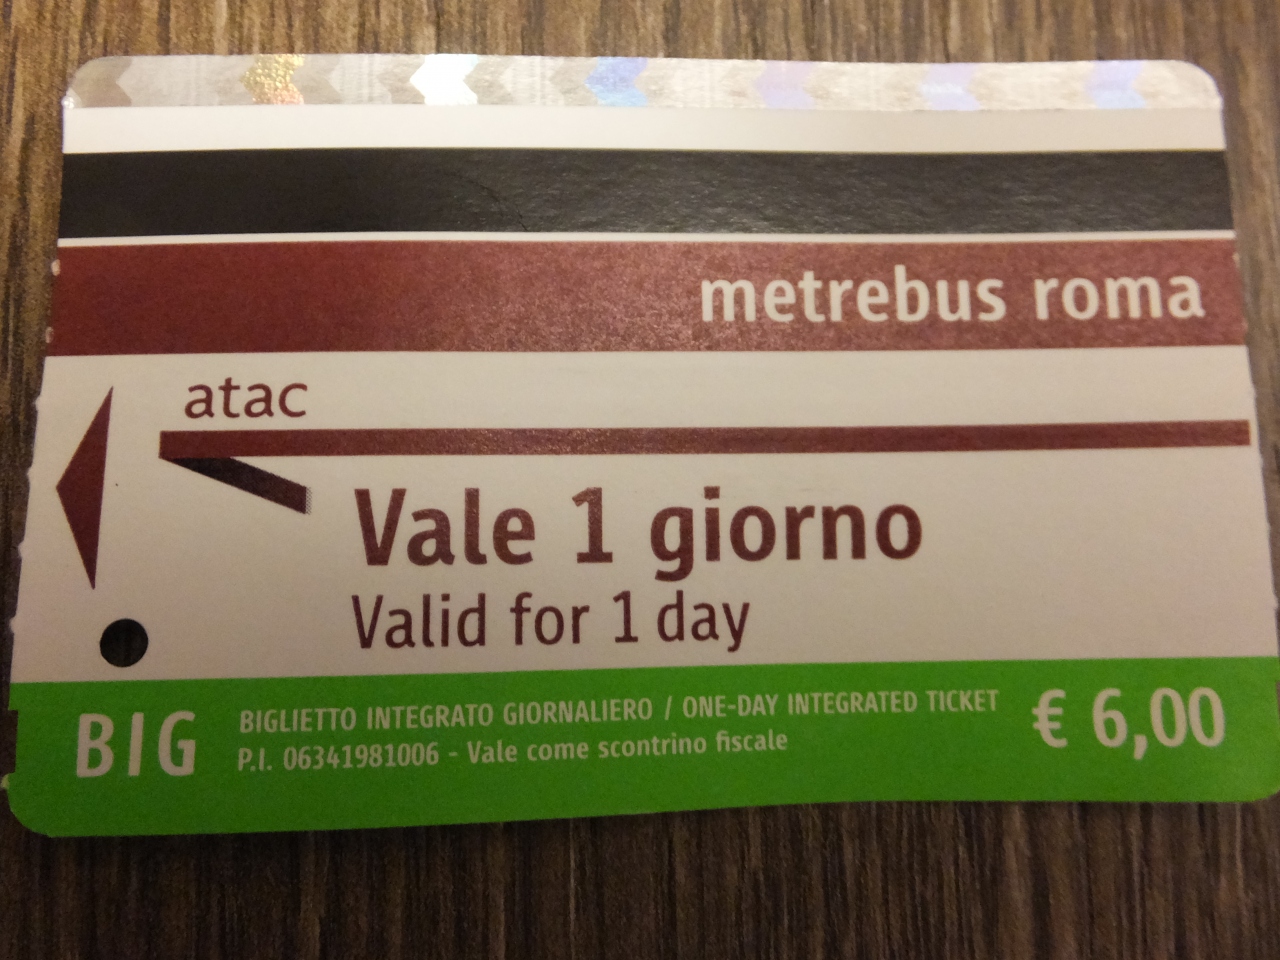 metrebus roma
atac
Vale 1 giorno
Valid for 1 day
BIG
BIGLIETTO INTEGRATO GIORNALIERO / ONE-DAY INTEGRATED TICKET
P.I. 06341981006 - Vale come scontrino fiscale
€ 6,00